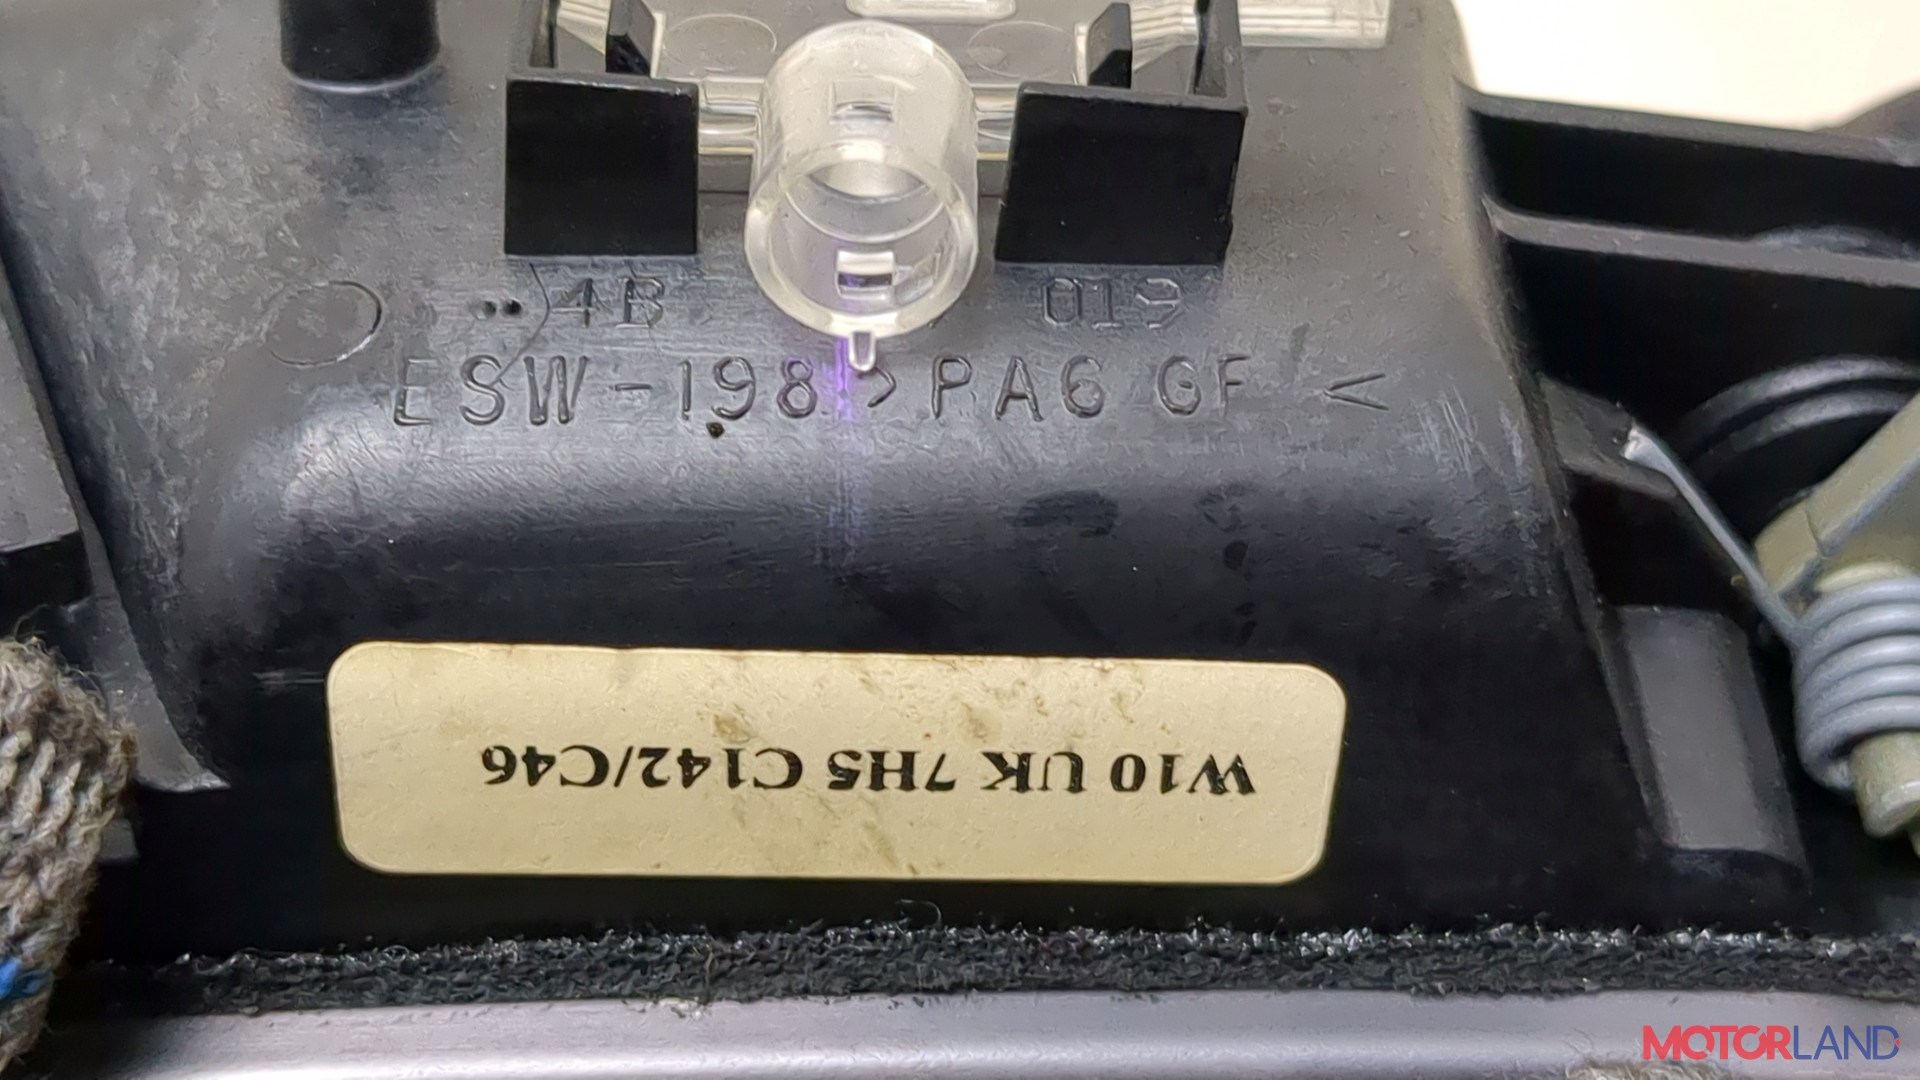 4B 019
ESW-198 >PA6 GF <
W10 UK 7H5 C142/C46
MOTORLAND